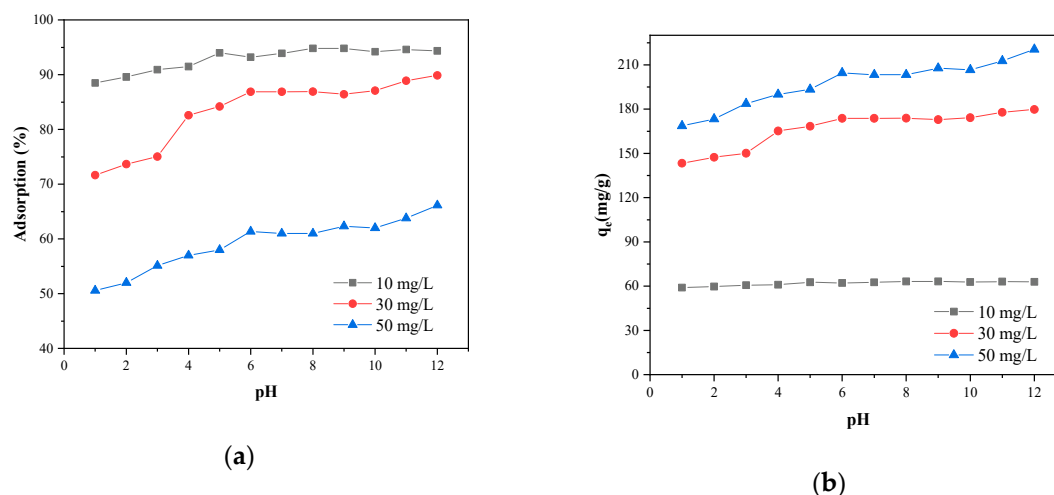 100
90
80
70
60
50
40
Adsorption (%)
0 2 4 6 8 10 12
pH
10 mg/L
30 mg/L
50 mg/L
(a)
210
180
150
120
90
60
30
0
qe(mg/g)
0 2 4 6 8 10 12
pH
10 mg/L
30 mg/L
50 mg/L
(b)